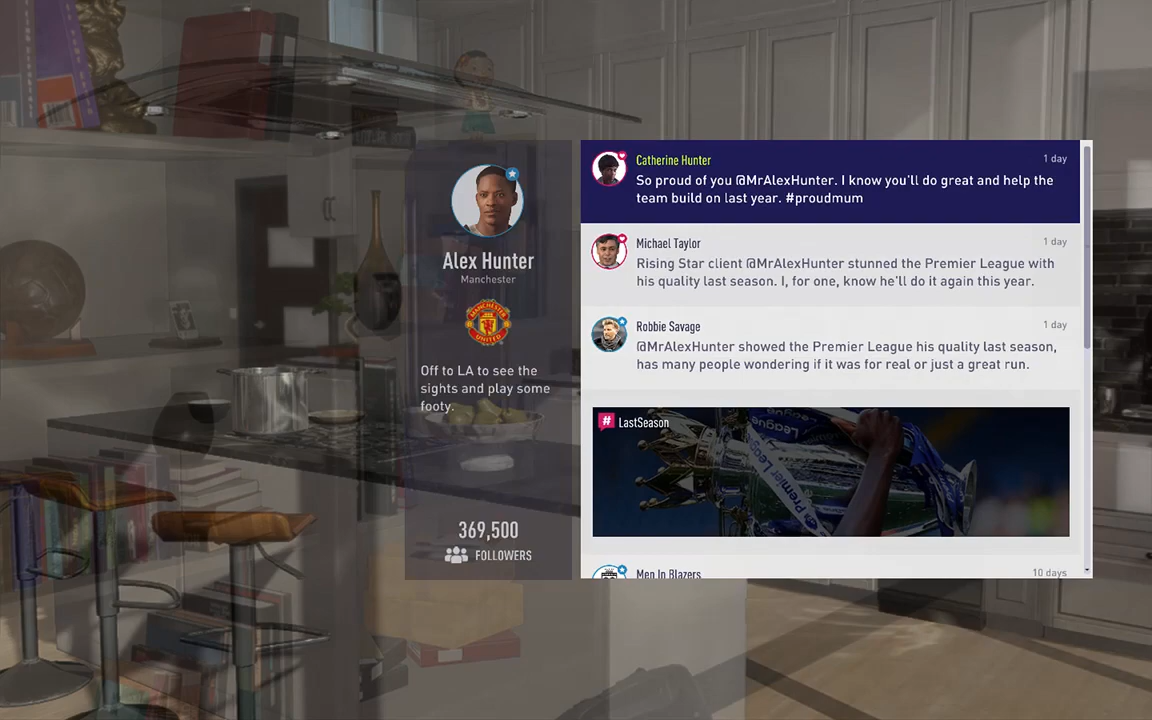 Alex Hunter
Manchester
MANCHESTER
UNITED
Off to LA to see the
sights and play some
footy.
369,500
FOLLOWERS
Catherine Hunter
1 day
So proud of you @MrAlexHunter. I know you'll do great and help the
team build on last year. #proudmum
Michael Taylor
1 day
Rising Star client @MrAlexHunter stunned the Premier League with
his quality last season. I, for one, know he'll do it again this year.
Robbie Savage
1 day
@MrAlexHunter showed the Premier League his quality last season,
has many people wondering if it was for real or just a great run.
# LastSeason
Premier League
Men In Blazers
10 days